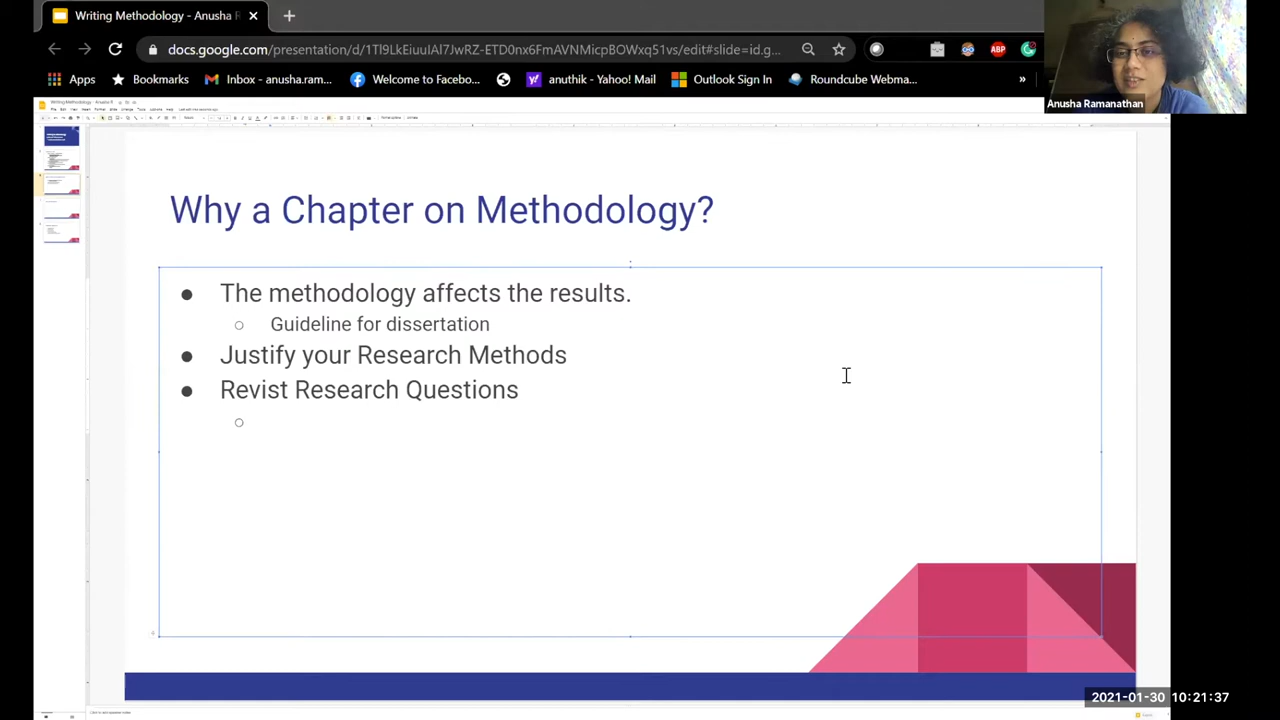 Writing Methodology - Anusha R
docs.google.com/presentation/d/1Tl9LkEiuuIAI7JwRZ-ETD0nx6FmAVNMicpBOWxq51vs/edit#slide=id.g...
Apps
Bookmarks
Inbox - anusha.ram...
Welcome to Facebo...
anuthik - Yahoo! Mail
Outlook Sign In
Roundcube Webma...
»
ABP
Anusha Ramanathan
Why a Chapter on Methodology?
● The methodology affects the results.
○ Guideline for dissertation
● Justify your Research Methods
● Revist Research Questions
○
2021-01-30 10:21:37